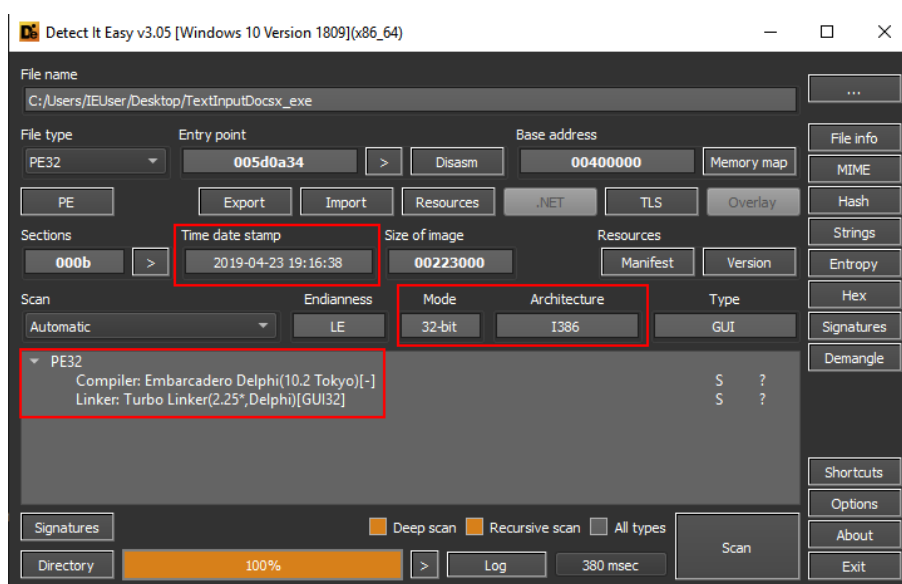 Detect It Easy v3.05 [Windows 10 Version 1809](x86_64)
File name
C:/Users/IEUser/Desktop/TextInputDocsx_exe
...
File type Entry point Base address
PE32 005d0a34 > Disasm 00400000 Memory map
File info
MIME
PE Export Import Resources .NET TLS Overlay
Hash
Sections Time date stamp Size of image Resources
Strings
000b > 2019-04-23 19:16:38 00223000 Manifest Version
Entropy
Scan Endianness Mode Architecture Type
Hex
Automatic LE 32-bit I386 GUI
Signatures
PE32
Demangle
Compiler: Embarcadero Delphi(10.2 Tokyo)[-] S ?
Linker: Turbo Linker(2.25*,Delphi)[GUI32] S ?
Shortcuts
Options
Signatures Deep scan Recursive scan All types Scan
About
Directory 100% > Log 380 msec
Exit